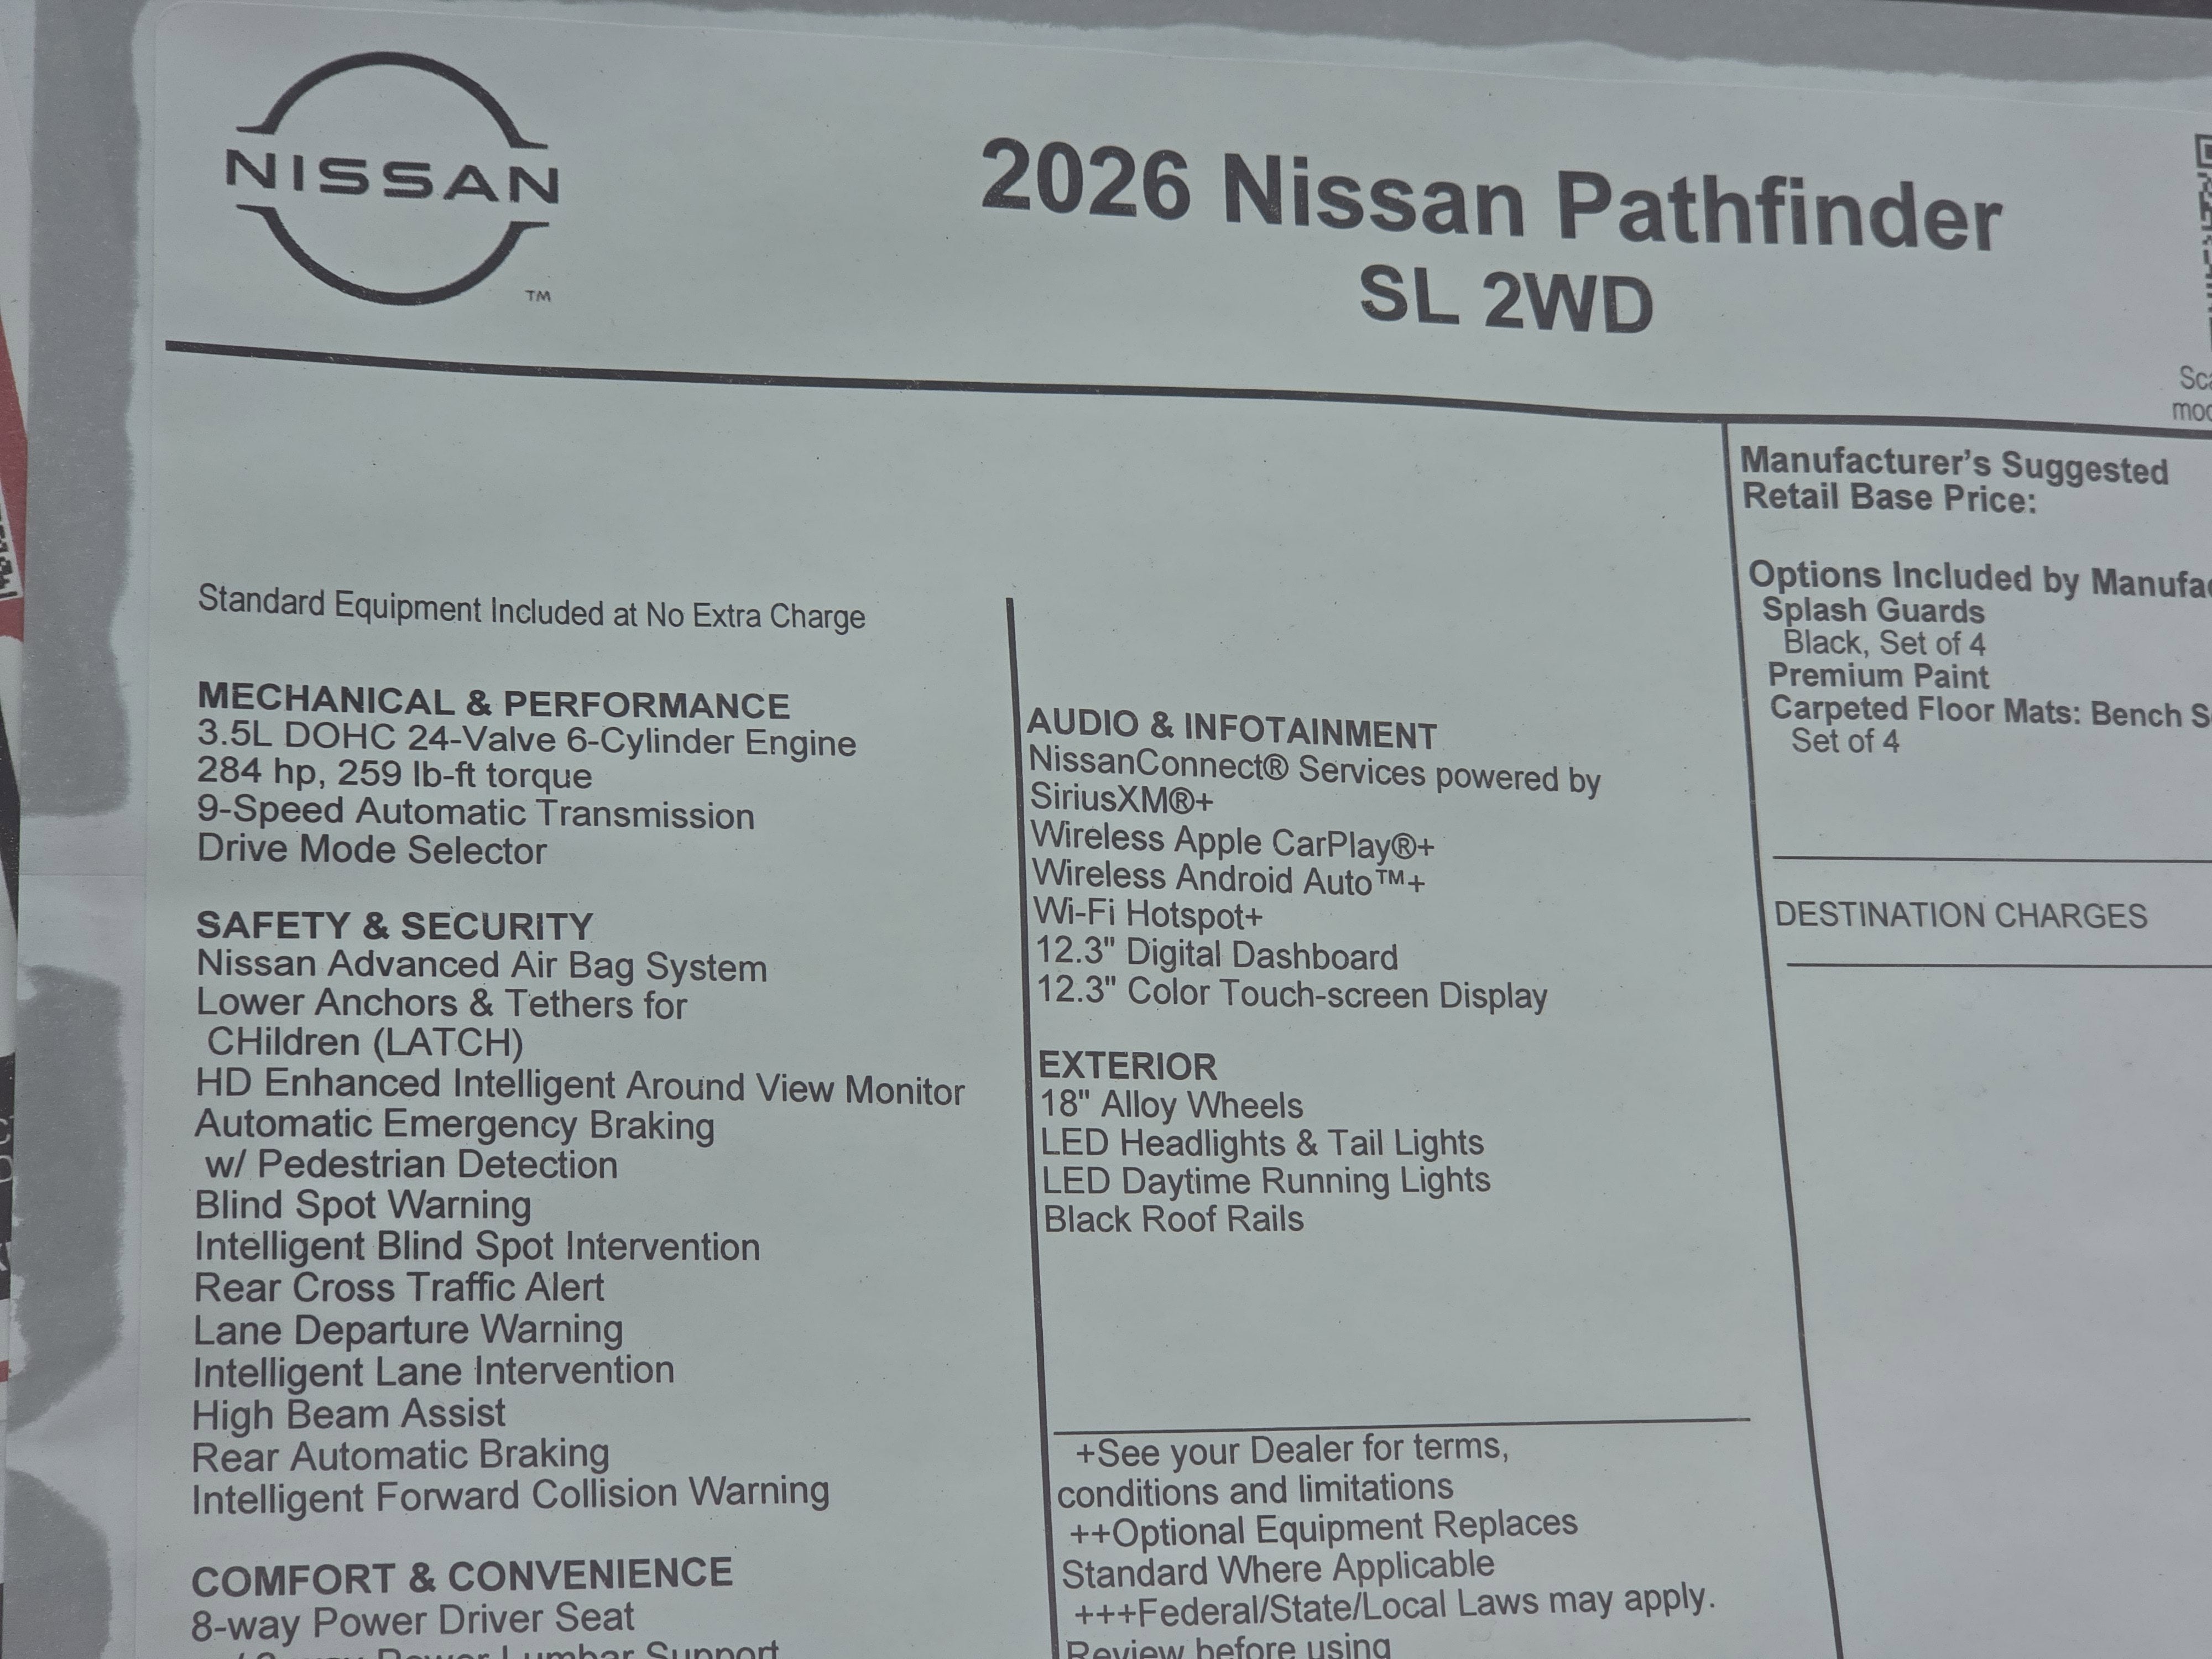 NISSAN
TM
2026 Nissan Pathfinder
SL 2WD
Standard Equipment Included at No Extra Charge
MECHANICAL & PERFORMANCE
3.5L DOHC 24-Valve 6-Cylinder Engine
284 hp, 259 lb-ft torque
9-Speed Automatic Transmission
Drive Mode Selector
SAFETY & SECURITY
Nissan Advanced Air Bag System
Lower Anchors & Tethers for
CHildren (LATCH)
HD Enhanced Intelligent Around View Monitor
Automatic Emergency Braking
w/ Pedestrian Detection
Blind Spot Warning
Intelligent Blind Spot Intervention
Rear Cross Traffic Alert
Lane Departure Warning
Intelligent Lane Intervention
High Beam Assist
Rear Automatic Braking
Intelligent Forward Collision Warning
COMFORT & CONVENIENCE
8-way Power Driver Seat
Power Lumbar Support
AUDIO & INFOTAINMENT
NissanConnect® Services powered by
SiriusXM®+
Wireless Apple CarPlay®+
Wireless Android Auto™+
Wi-Fi Hotspot+
12.3" Digital Dashboard
12.3" Color Touch-screen Display
EXTERIOR
18" Alloy Wheels
LED Headlights & Tail Lights
LED Daytime Running Lights
Black Roof Rails
+See your Dealer for terms,
conditions and limitations
++Optional Equipment Replaces
Standard Where Applicable
+++Federal/State/Local Laws may apply.
Review before using
Manufacturer's Suggested
Retail Base Price:
Options Included by Manufac
Splash Guards
Black, Set of 4
Premium Paint
Carpeted Floor Mats: Bench S
Set of 4
DESTINATION CHARGES